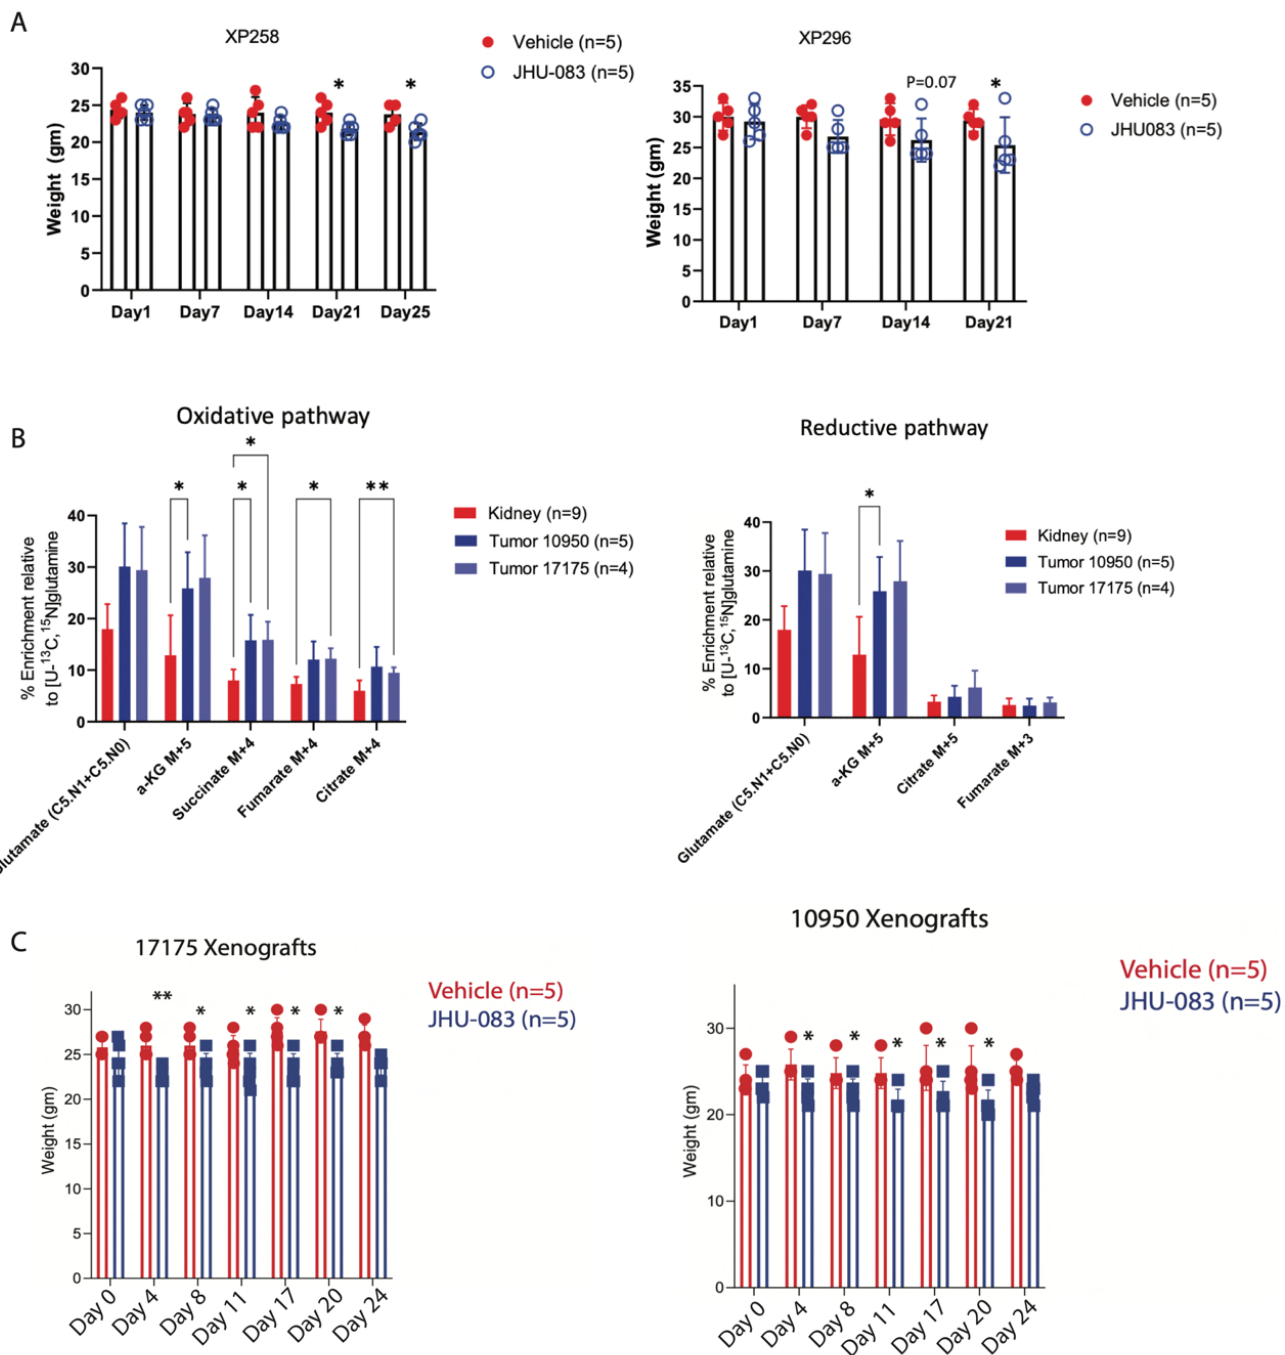 A
XP258
Vehicle (n=5)
JHU-083 (n=5)
Weight (gm)
30
25
20
15
10
5
0
*
*
Day1
Day7
Day14
Day21
Day25
XP296
Vehicle (n=5)
JHU083 (n=5)
Weight (gm)
35
30
25
20
15
10
5
0
P=0.07
*
Day1
Day7
Day14
Day21
B
Oxidative pathway
% Enrichment relative
to [U-¹³C,¹⁵N]glutamine
40
30
20
10
0
*
*
*
*
**
Kidney (n=9)
Tumor 10950 (n=5)
Tumor 17175 (n=4)
lutamate (C5.N1+C5.N0)
a-KG M+5
Succinate M+4
Fumarate M+4
Citrate M+4
Reductive pathway
% Enrichment relative
to [U-¹³C,¹⁵N]glutamine
40
30
20
10
0
*
Kidney (n=9)
Tumor 10950 (n=5)
Tumor 17175 (n=4)
Glutamate (C5.N1+C5.N0)
a-KG M+5
Citrate M+5
Fumarate M+3
C
17175 Xenografts
Vehicle (n=5)
JHU-083 (n=5)
Weight (gm)
30
25
20
15
10
5
0
**
*
*
*
*
Day 0
Day 4
Day 8
Day 11
Day 17
Day 20
Day 24
10950 Xenografts
Vehicle (n=5)
JHU-083 (n=5)
Weight (gm)
30
20
10
0
*
*
*
*
*
Day 0
Day 4
Day 8
Day 11
Day 17
Day 20
Day 24